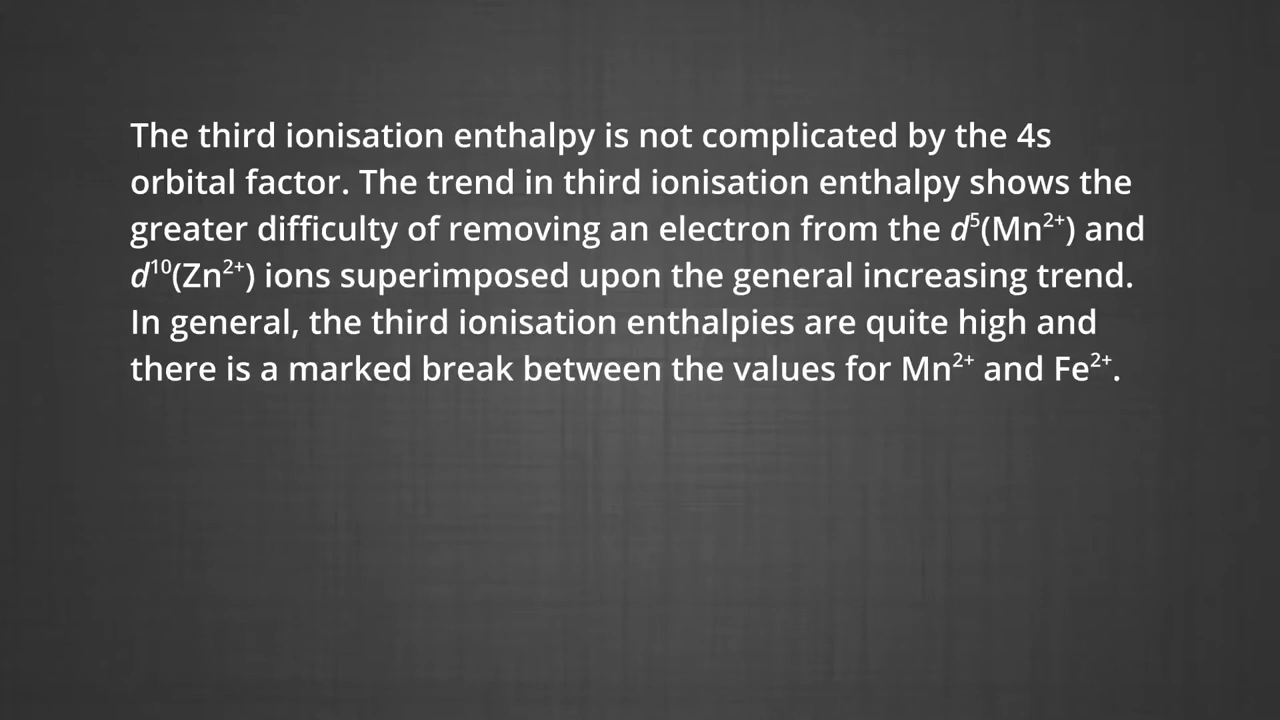 The third ionisation enthalpy is not complicated by the 4s
orbital factor. The trend in third ionisation enthalpy shows the
greater difficulty of removing an electron from the d⁵(Mn²⁺) and
d¹⁰(Zn²⁺) ions superimposed upon the general increasing trend.
In general, the third ionisation enthalpies are quite high and
there is a marked break between the values for Mn²⁺ and Fe²⁺.